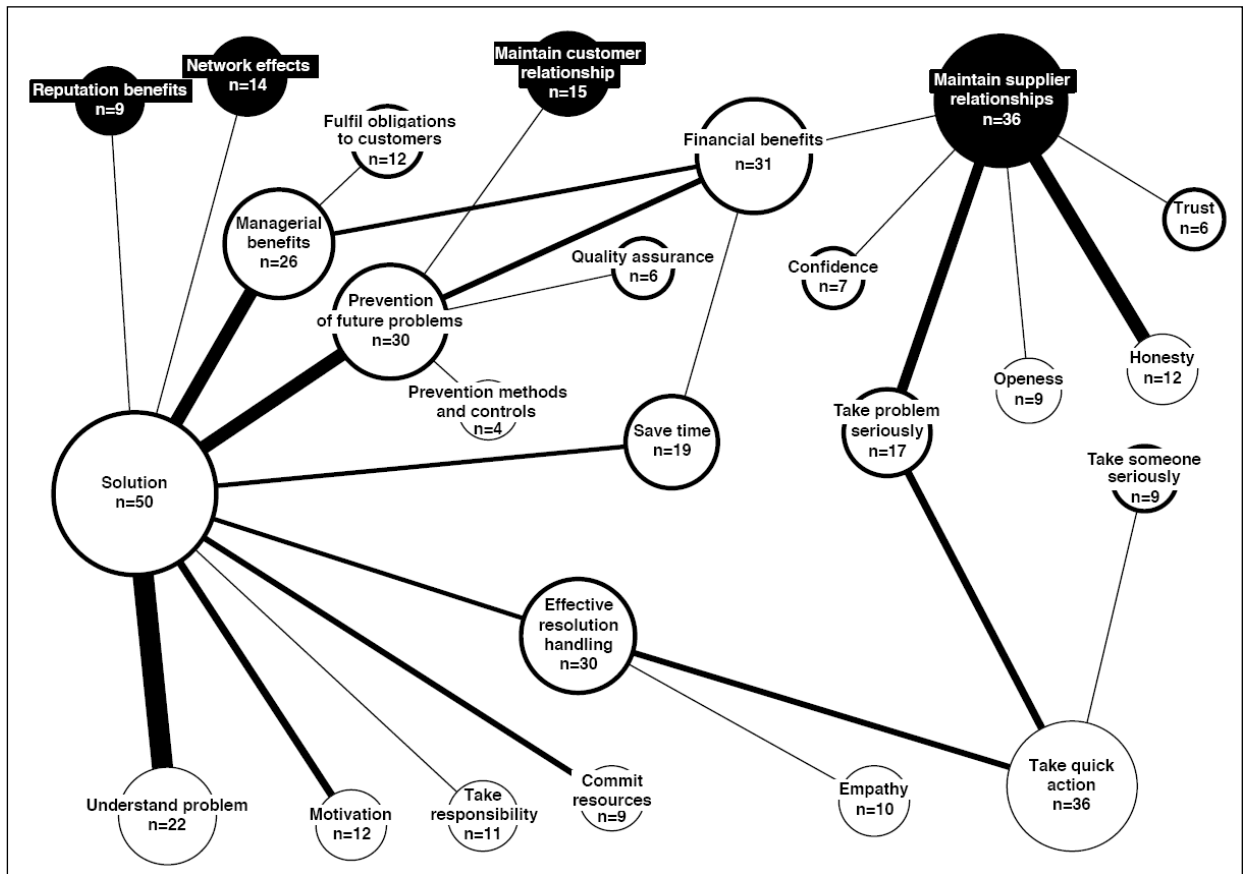 Reputation benefits
n=9
Network effects
n=14
Maintain customer
relationship
n=15
Maintain supplier
relationships
n=36
Fulfil obligations
to customers
n=12
Financial benefits
n=31
Managerial
benefits
n=26
Trust
n=6
Quality assurance
n=6
Confidence
n=7
Prevention
of future problems
n=30
Honesty
n=12
Openess
n=9
Prevention methods
and controls
n=4
Save time
n=19
Take problem
seriously
n=17
Take someone
seriously
n=9
Solution
n=50
Effective
resolution
handling
n=30
Take quick
action
n=36
Understand problem
n=22
Motivation
n=12
Take
responsibility
n=11
Commit
resources
n=9
Empathy
n=10